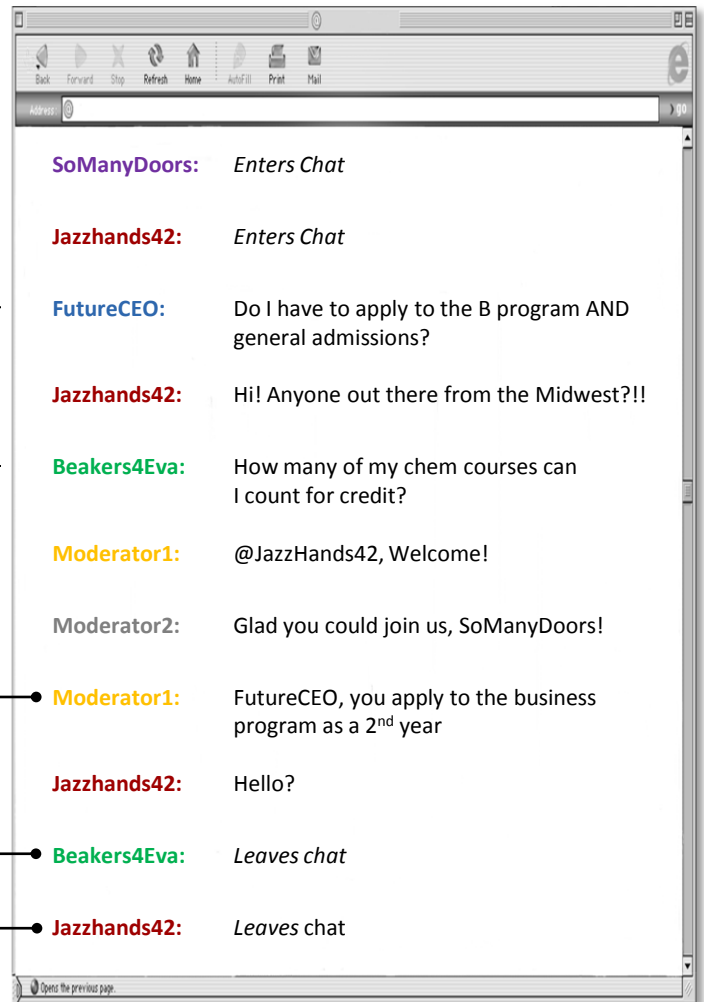 Back Forward Stop Refresh Home AutoFill Print Mail
Address: go
SoManyDoors: Enters Chat
Jazzhands42: Enters Chat
FutureCEO: Do I have to apply to the B program AND
general admissions?
Jazzhands42: Hi! Anyone out there from the Midwest?!!
Beakers4Eva: How many of my chem courses can
I count for credit?
Moderator1: @JazzHands42, Welcome!
Moderator2: Glad you could join us, SoManyDoors!
Moderator1: FutureCEO, you apply to the business
program as a 2nd year
Jazzhands42: Hello?
Beakers4Eva: Leaves chat
Jazzhands42: Leaves chat
Opens the previous page.